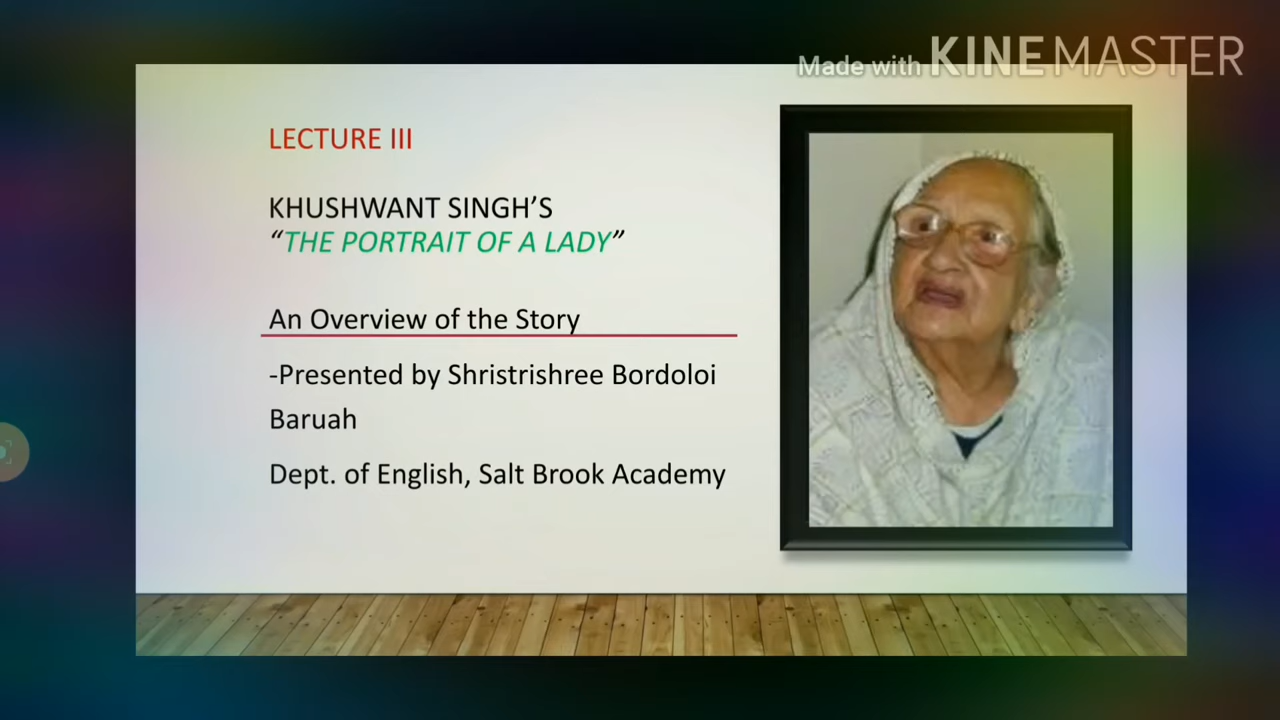 Made with KINEMASTER
LECTURE III
KHUSHWANT SINGH’S
“THE PORTRAIT OF A LADY”
An Overview of the Story
-Presented by Shristrishree Bordoloi
Baruah
Dept. of English, Salt Brook Academy